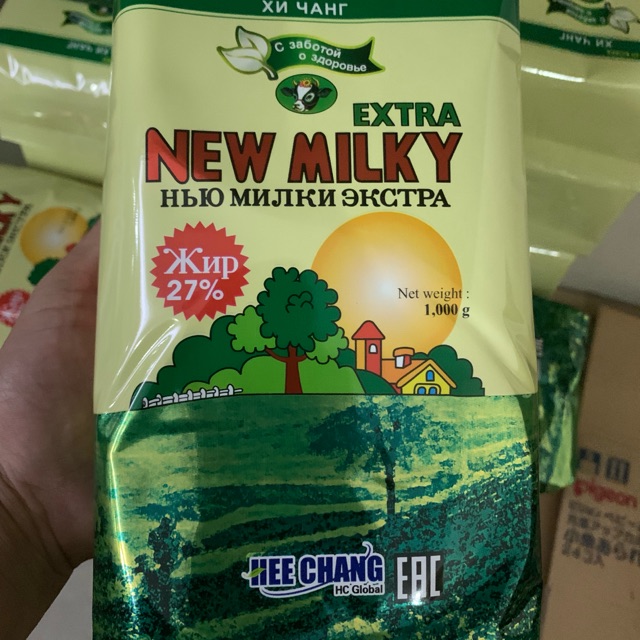 ХИ ЧАНГ
С заботой
о здоровье
EXTRA
NEW MILKY
НЬЮ МИЛКИ ЭКСТРА
Жир
27%
Net weight :
1,000 g
HEE CHANG
HC Global
EAC
pigeon